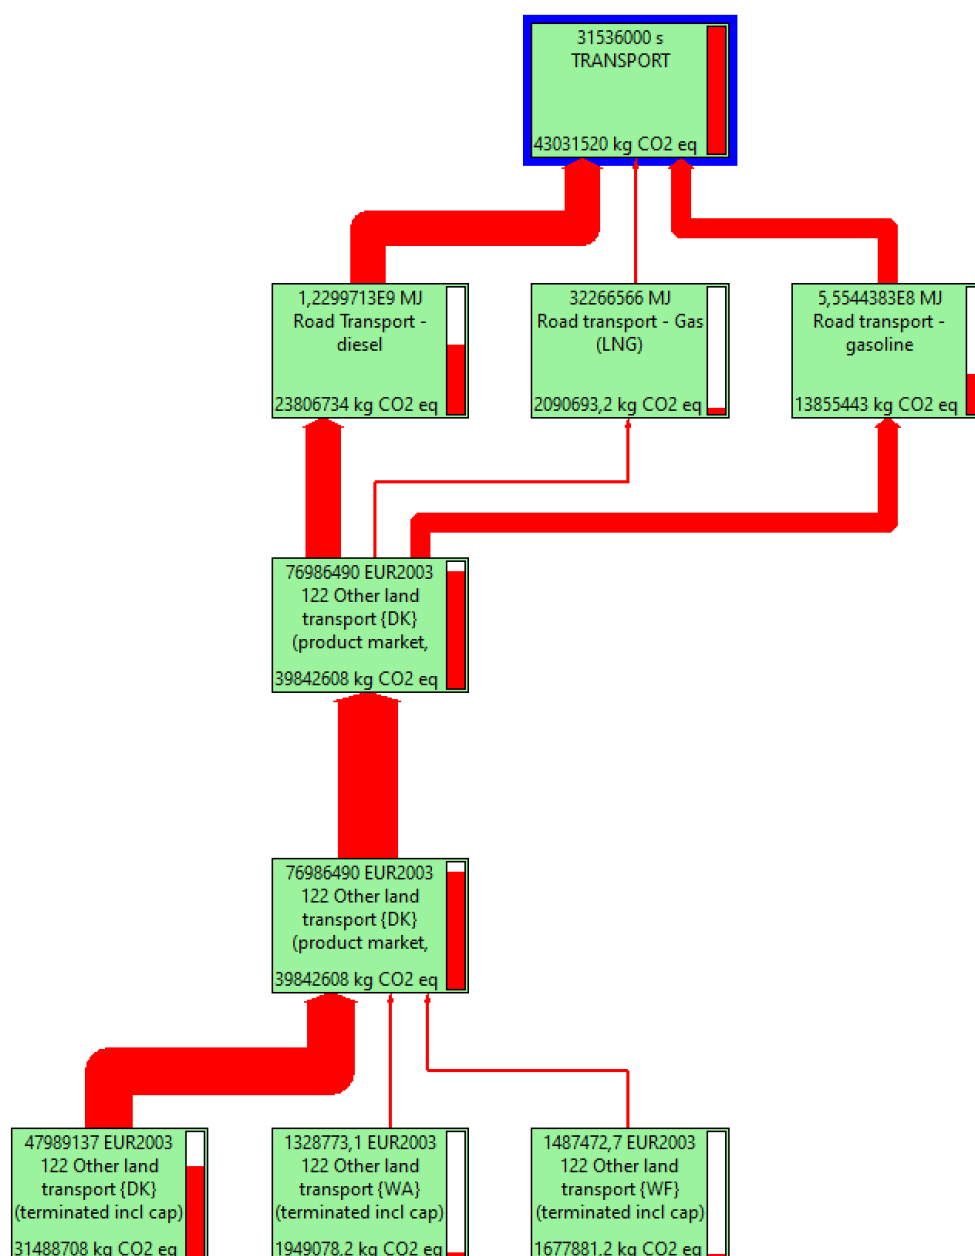 31536000 s
TRANSPORT
43031520 kg CO2 eq
1,2299713E9 MJ
Road Transport -
diesel
23806734 kg CO2 eq
32266566 MJ
Road transport - Gas
(LNG)
2090693,2 kg CO2 eq
5,5544383E8 MJ
Road transport -
gasoline
13855443 kg CO2 eq
76986490 EUR2003
122 Other land
transport {DK}
(product market,
39842608 kg CO2 eq
76986490 EUR2003
122 Other land
transport {DK}
(product market,
39842608 kg CO2 eq
47989137 EUR2003
122 Other land
transport {DK}
(terminated incl cap)
31488708 kg CO2 eq
1328773,1 EUR2003
122 Other land
transport {WA}
(terminated incl cap)
1949078,2 kg CO2 eq
1487472,7 EUR2003
122 Other land
transport {WF}
(terminated incl cap)
1677881,2 kg CO2 eq